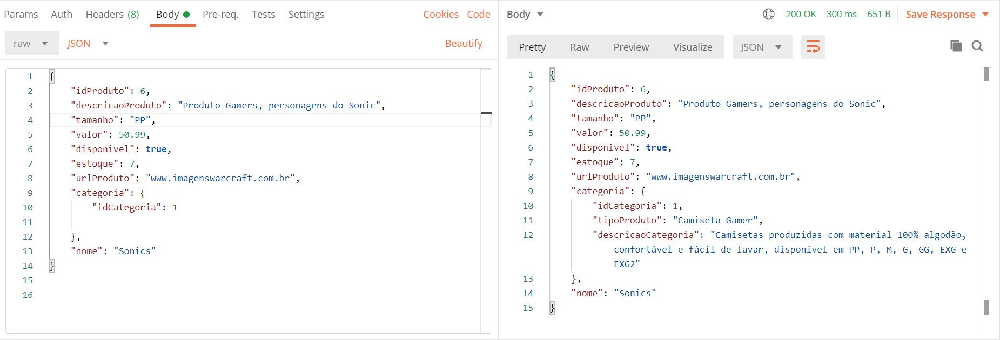 Params Auth Headers (8) Body Pre-req. Tests Settings Cookies Code
raw JSON Beautify
1 {
2 "idProduto": 6,
3 "descricaoProduto": "Produto Gamers, personagens do Sonic",
4 "tamanho": "PP",
5 "valor": 50.99,
6 "disponivel": true,
7 "estoque": 7,
8 "urlProduto": "www.imagenswarcraft.com.br",
9 "categoria": {
10 "idCategoria": 1
11
12 },
13 "nome": "Sonics"
14 }
15
16
Body 200 OK 300 ms 651 B Save Response
Pretty Raw Preview Visualize JSON
1 {
2 "idProduto": 6,
3 "descricaoProduto": "Produto Gamers, personagens do Sonic",
4 "tamanho": "PP",
5 "valor": 50.99,
6 "disponivel": true,
7 "estoque": 7,
8 "urlProduto": "www.imagenswarcraft.com.br",
9 "categoria": {
10 "idCategoria": 1,
11 "tipoProduto": "Camiseta Gamer",
12 "descricaoCategoria": "Camisetas produzidas com material 100% algodão,
confortável e fácil de lavar, disponível em PP, P, M, G, GG, EXG e
EXG2"
13 },
14 "nome": "Sonics"
15 }